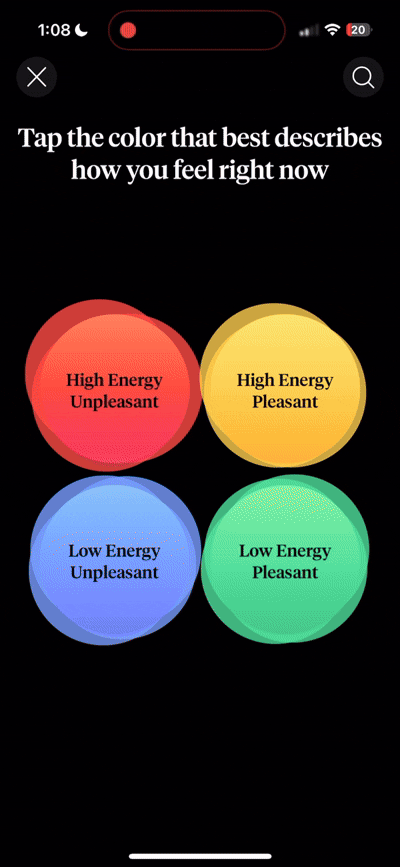 1:08
20
Tap the color that best describes
how you feel right now
High Energy
Unpleasant
High Energy
Pleasant
Low Energy
Unpleasant
Low Energy
Pleasant